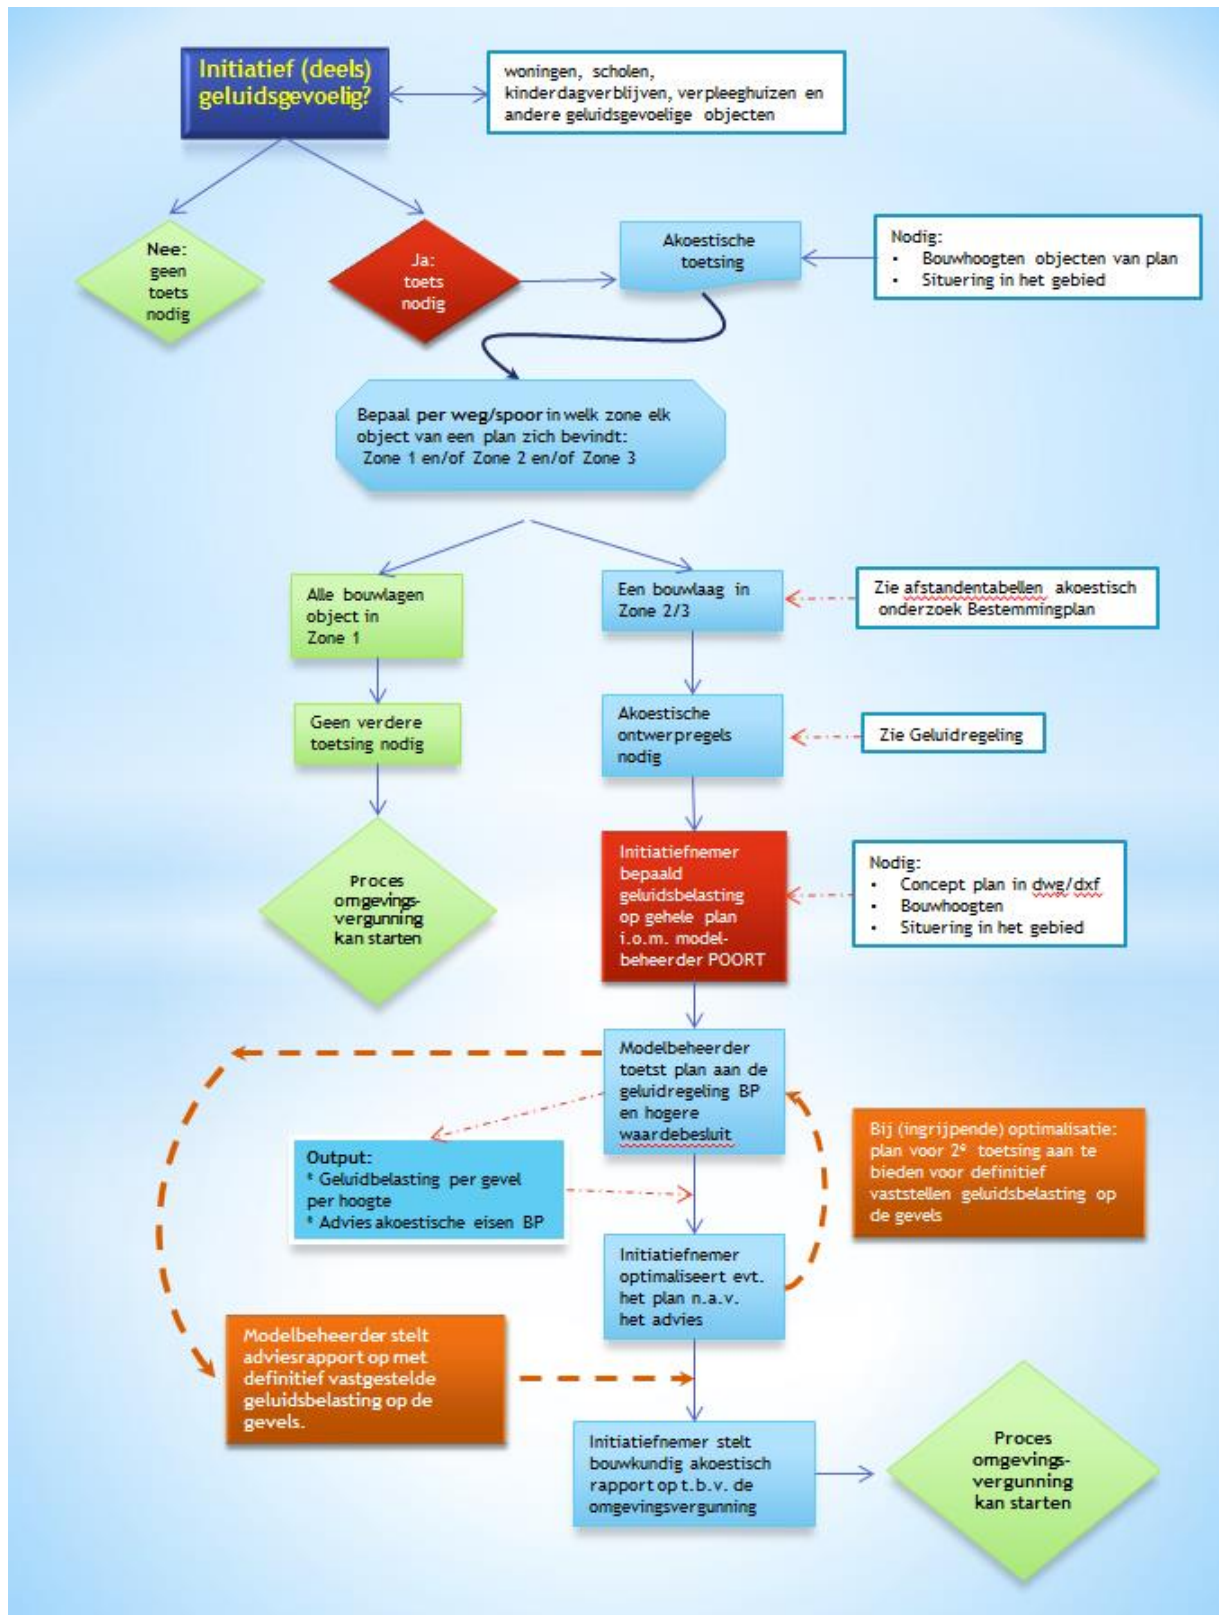 Initiatief (deels)
geluidsgevoelig?
woningen, scholen,
kinderdagverblijven, verpleeghuizen en
andere geluidsgevoelige objecten
Nee:
geen
toets
nodig
Ja:
toets
nodig
Akoestische
toetsing
Nodig:
• Bouwhoogten objecten van plan
• Situering in het gebied
Bepaal per weg/spoor in welk zone elk
object van een plan zich bevindt:
Zone 1 en/of Zone 2 en/of Zone 3
Alle bouwlagen
object in
Zone 1
Een bouwlaag in
Zone 2/3
Zie afstandentabellen akoestisch
onderzoek Bestemmingplan
Geen verdere
toetsing nodig
Akoestische
ontwerpregels
nodig
Zie Geluidregeling
Proces
omgevings-
vergunning
kan starten
Initiatiefnemer
bepaald
geluidsbelasting
op gehele plan
i.o.m. model-
beheerder POORT
Nodig:
• Concept plan in dwg/dxf
• Bouwhoogten
• Situering in het gebied
Modelbeheerder
toetst plan aan de
geluidregeling BP
en hogere
waardebesluit
Output:
* Geluidbelasting per gevel
per hoogte
* Advies akoestische eisen BP
Bij (ingrijpende) optimalisatie:
plan voor 2e toetsing aan te
bieden voor definitief
vaststellen geluidsbelasting op
de gevels
Initiatiefnemer
optimaliseert evt.
het plan n.a.v.
het advies
Modelbeheerder stelt
adviesrapport op met
definitief vastgestelde
geluidsbelasting op de
gevels.
Initiatiefnemer stelt
bouwkundig akoestisch
rapport op t.b.v. de
omgevingsvergunning
Proces
omgevings-
vergunning
kan starten